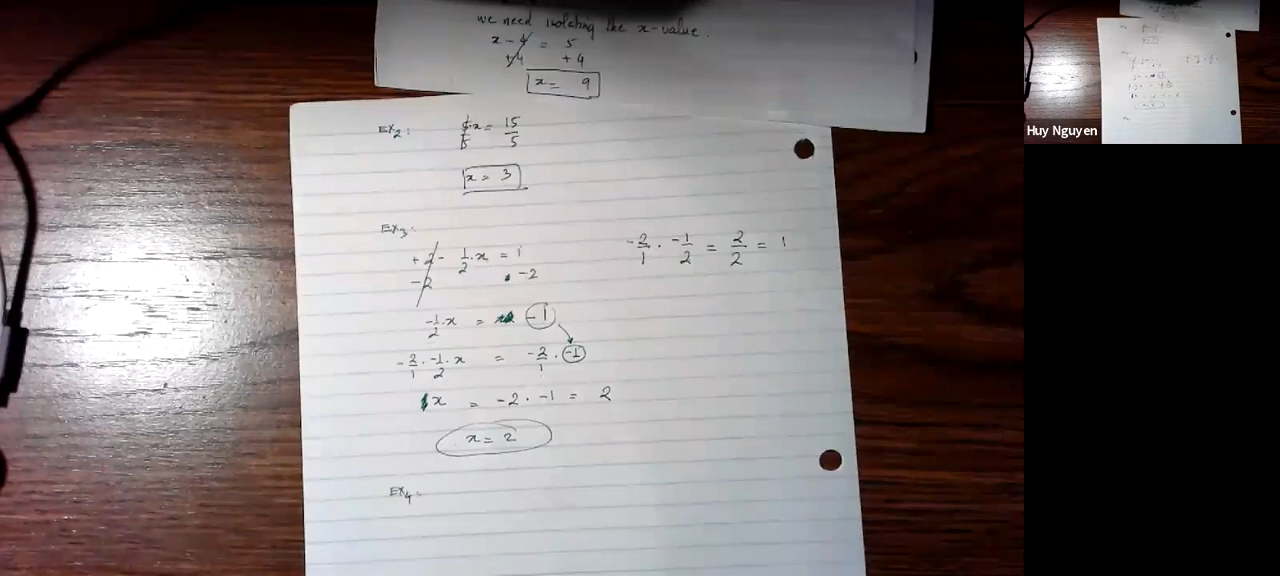 we need isolating the x-value.
x - 4 = 5
+4 +4
x = 9
Ex2: 5·x = 15
5 5
x = 3
Ex3:
+2 - 1/2·x = 1
-2 -2
-1/2·x = -1
-2/1 · -1/2 · x = -2/1 · -1
1x = -2 · -1 = 2
x = 2
-2/1 · -1/2 = 2/2 = 1
Ex4:
Huy Nguyen